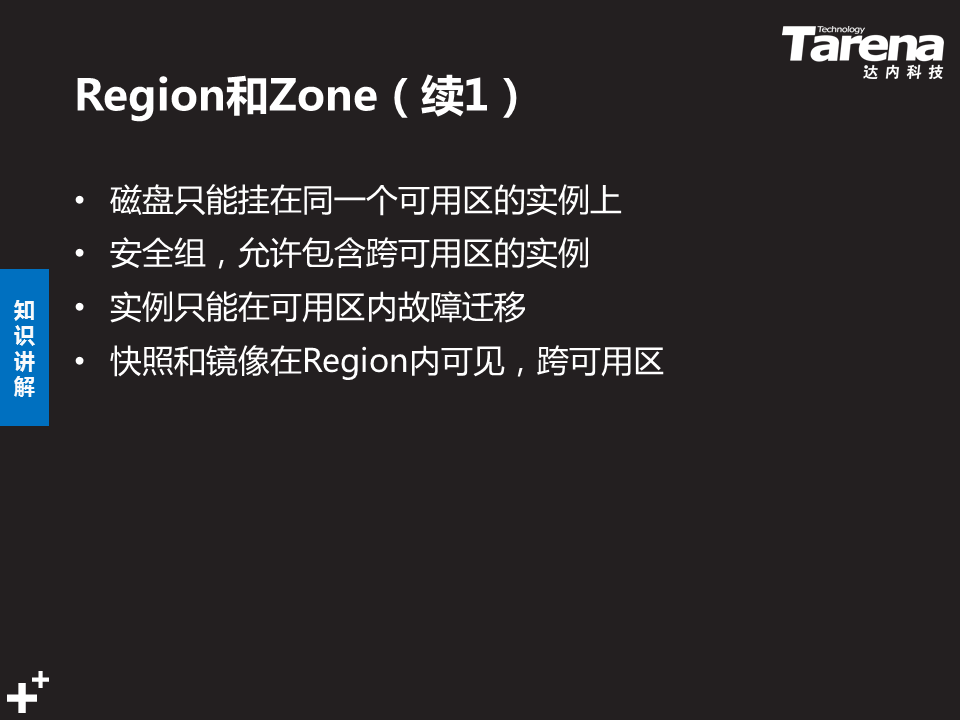 Technology
Tarena
达内科技
Region和Zone（续1）
• 磁盘只能挂在同一个可用区的实例上
• 安全组，允许包含跨可用区的实例
• 实例只能在可用区内故障迁移
• 快照和镜像在Region内可见，跨可用区
知
识
讲
解